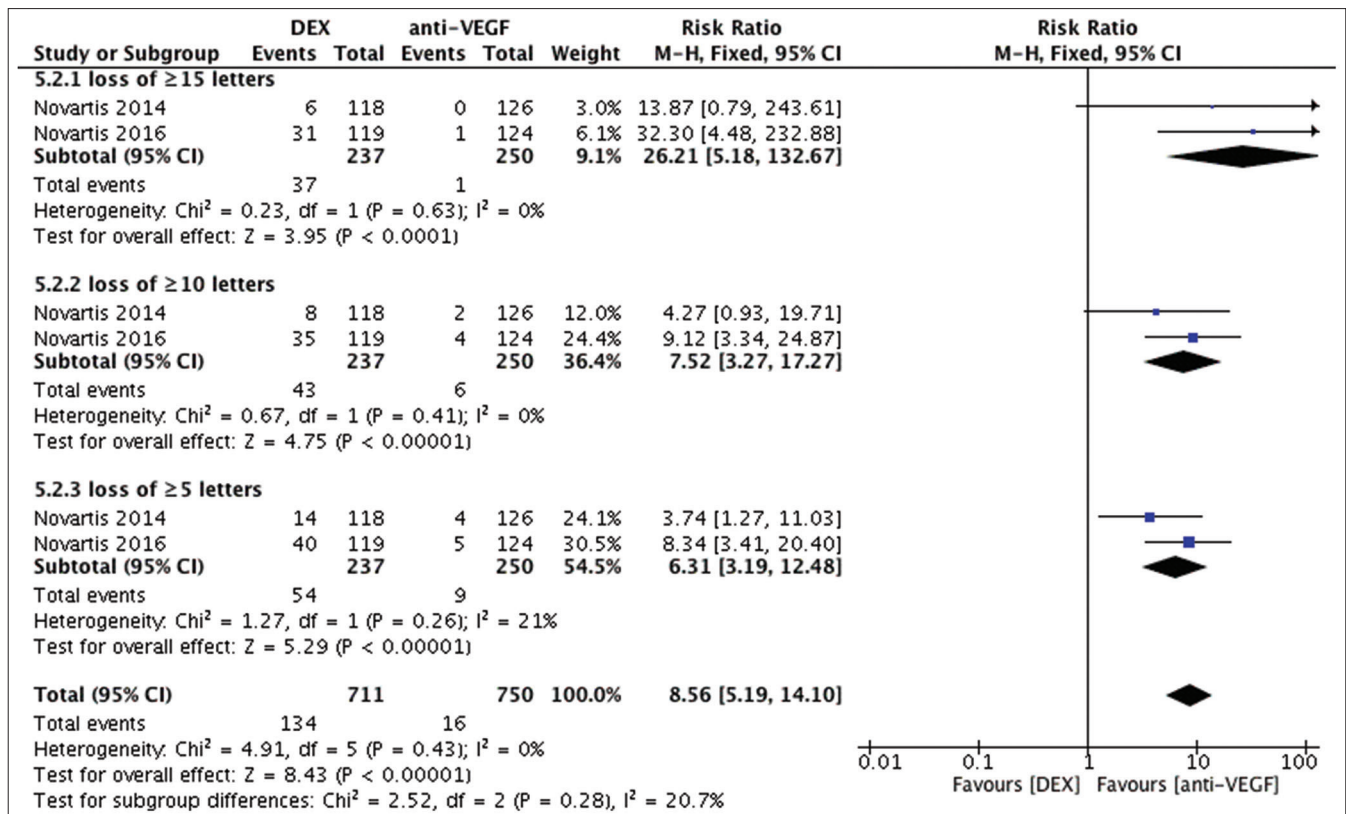 DEX anti-VEGF Risk Ratio Risk Ratio
Study or Subgroup Events Total Events Total Weight M-H, Fixed, 95% CI M-H, Fixed, 95% CI
5.2.1 loss of ≥15 letters
Novartis 2014 6 118 0 126 3.0% 13.87 [0.79, 243.61]
Novartis 2016 31 119 1 124 6.1% 32.30 [4.48, 232.88]
Subtotal (95% CI) 237 250 9.1% 26.21 [5.18, 132.67]
Total events 37 1
Heterogeneity: Chi² = 0.23, df = 1 (P = 0.63); I² = 0%
Test for overall effect: Z = 3.95 (P < 0.0001)
5.2.2 loss of ≥10 letters
Novartis 2014 8 118 2 126 12.0% 4.27 [0.93, 19.71]
Novartis 2016 35 119 4 124 24.4% 9.12 [3.34, 24.87]
Subtotal (95% CI) 237 250 36.4% 7.52 [3.27, 17.27]
Total events 43 6
Heterogeneity: Chi² = 0.67, df = 1 (P = 0.41); I² = 0%
Test for overall effect: Z = 4.75 (P < 0.00001)
5.2.3 loss of ≥5 letters
Novartis 2014 14 118 4 126 24.1% 3.74 [1.27, 11.03]
Novartis 2016 40 119 5 124 30.5% 8.34 [3.41, 20.40]
Subtotal (95% CI) 237 250 54.5% 6.31 [3.19, 12.48]
Total events 54 9
Heterogeneity: Chi² = 1.27, df = 1 (P = 0.26); I² = 21%
Test for overall effect: Z = 5.29 (P < 0.00001)
Total (95% CI) 711 750 100.0% 8.56 [5.19, 14.10]
Total events 134 16
Heterogeneity: Chi² = 4.91, df = 5 (P = 0.43); I² = 0%
Test for overall effect: Z = 8.43 (P < 0.00001)
Test for subgroup differences: Chi² = 2.52, df = 2 (P = 0.28), I² = 20.7%
0.01 0.1 1 10 100
Favours [DEX] Favours [anti-VEGF]